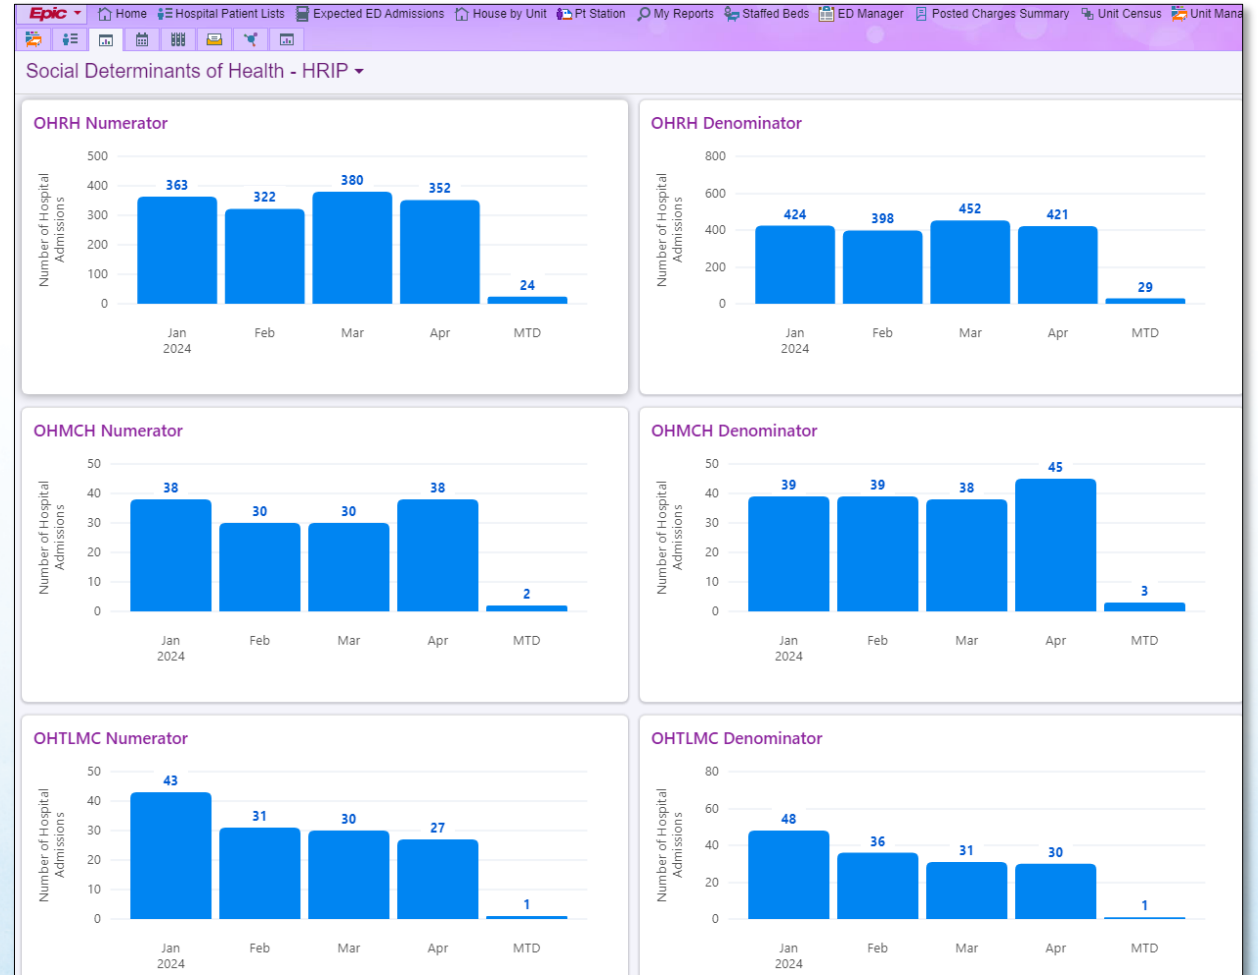 Epic Home Hospital Patient Lists Expected ED Admissions House by Unit Pt Station My Reports Staffed Beds ED Manager Posted Charges Summary Unit Census Unit Mana
Social Determinants of Health - HRIP
OHRH Numerator
Number of Hospital
Admissions
500
400
300
200
100
0
363
322
380
352
24
Jan
2024
Feb
Mar
Apr
MTD
OHRH Denominator
Number of Hospital
Admissions
800
600
400
200
0
424
398
452
421
29
Jan
2024
Feb
Mar
Apr
MTD
OHMCH Numerator
Number of Hospital
Admissions
50
40
30
20
10
0
38
30
30
38
2
Jan
2024
Feb
Mar
Apr
MTD
OHMCH Denominator
Number of Hospital
Admissions
50
40
30
20
10
0
39
39
38
45
3
Jan
2024
Feb
Mar
Apr
MTD
OHTLMC Numerator
Number of Hospital
Admissions
50
40
30
20
10
0
43
31
30
27
1
Jan
2024
Feb
Mar
Apr
MTD
OHTLMC Denominator
Number of Hospital
Admissions
80
60
40
20
0
48
36
31
30
1
Jan
2024
Feb
Mar
Apr
MTD